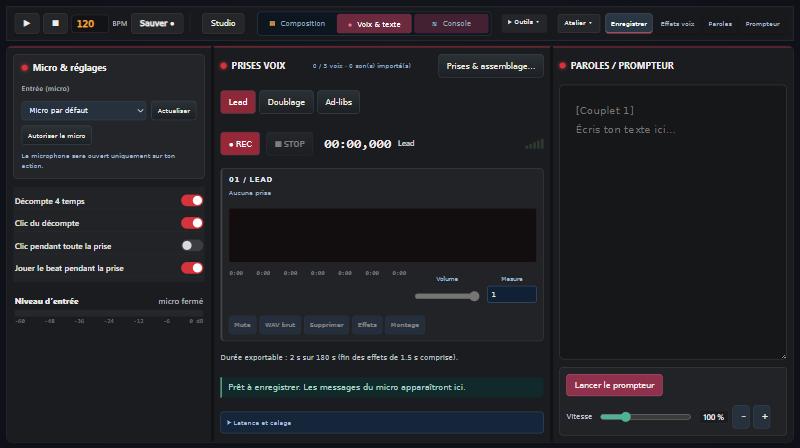 120 BPM Sauver • Studio Composition Voix & texte Console Outils Atelier Enregistrer Effets voix Paroles Prompteur
Micro & réglages
Entrée (micro)
Micro par défaut Actualiser
Autoriser le micro
Le microphone sera ouvert uniquement sur ton
action.
Décompte 4 temps
Clic du décompte
Clic pendant toute la prise
Jouer le beat pendant la prise
Niveau d'entrée micro fermé
-60 -48 -36 -24 -12 -6 0 dB
PRISES VOIX 0 / 3 voix · 0 son(s) importé(s) Prises & assemblage...
Lead Doublage Ad-libs
● REC ■ STOP 00:00,000 Lead
01 / LEAD
Aucune prise
0:00 0:00 0:00 0:00 0:00 0:00 0:00
Volume Mesure
1
Mute WAV brut Supprimer Effets Montage
Durée exportable : 2 s sur 180 s (fin des effets de 1.5 s comprise).
Prêt à enregistrer. Les messages du micro apparaîtront ici.
Latence et calage
PAROLES / PROMPTEUR
[Couplet 1]
Écris ton texte ici...
Lancer le prompteur
Vitesse 100 % − +